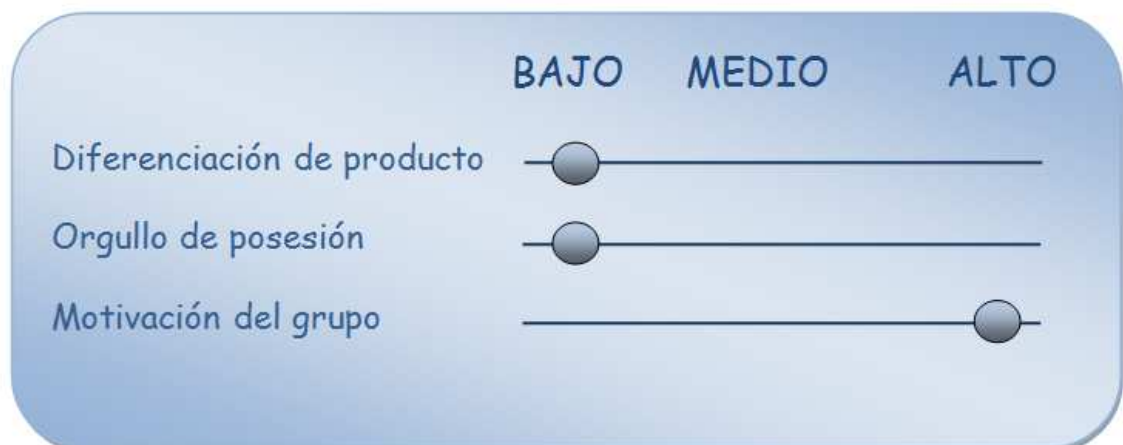 BAJO MEDIO ALTO
Diferenciación de producto
Orgullo de posesión
Motivación del grupo